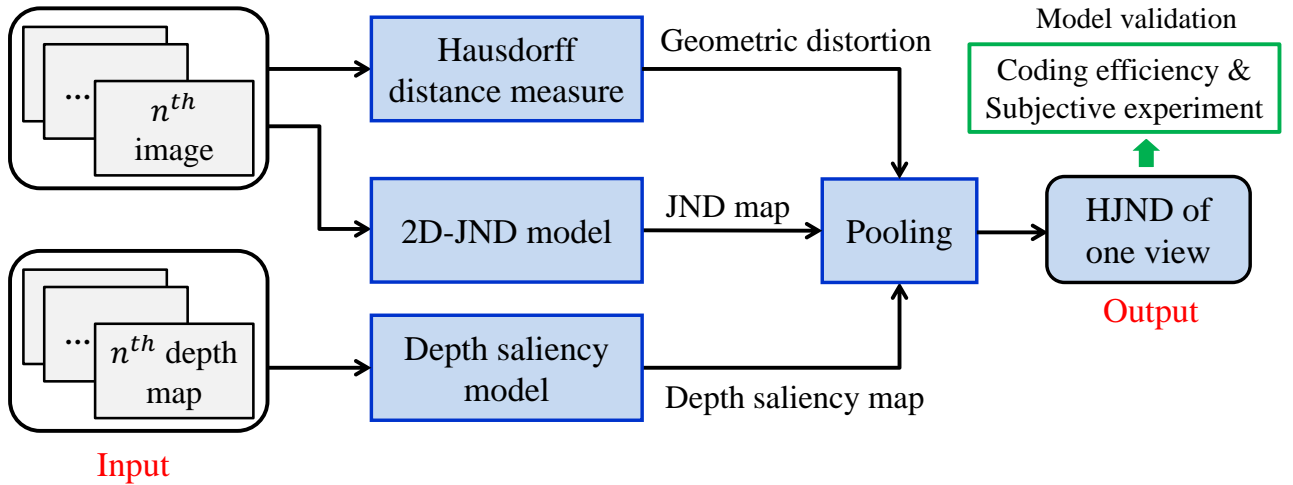 ...
n^{th}
image
...
n^{th} depth
map
Input
Hausdorff
distance measure
2D-JND model
Depth saliency
model
Geometric distortion
JND map
Depth saliency map
Pooling
Model validation
Coding efficiency &
Subjective experiment
HJND of
one view
Output